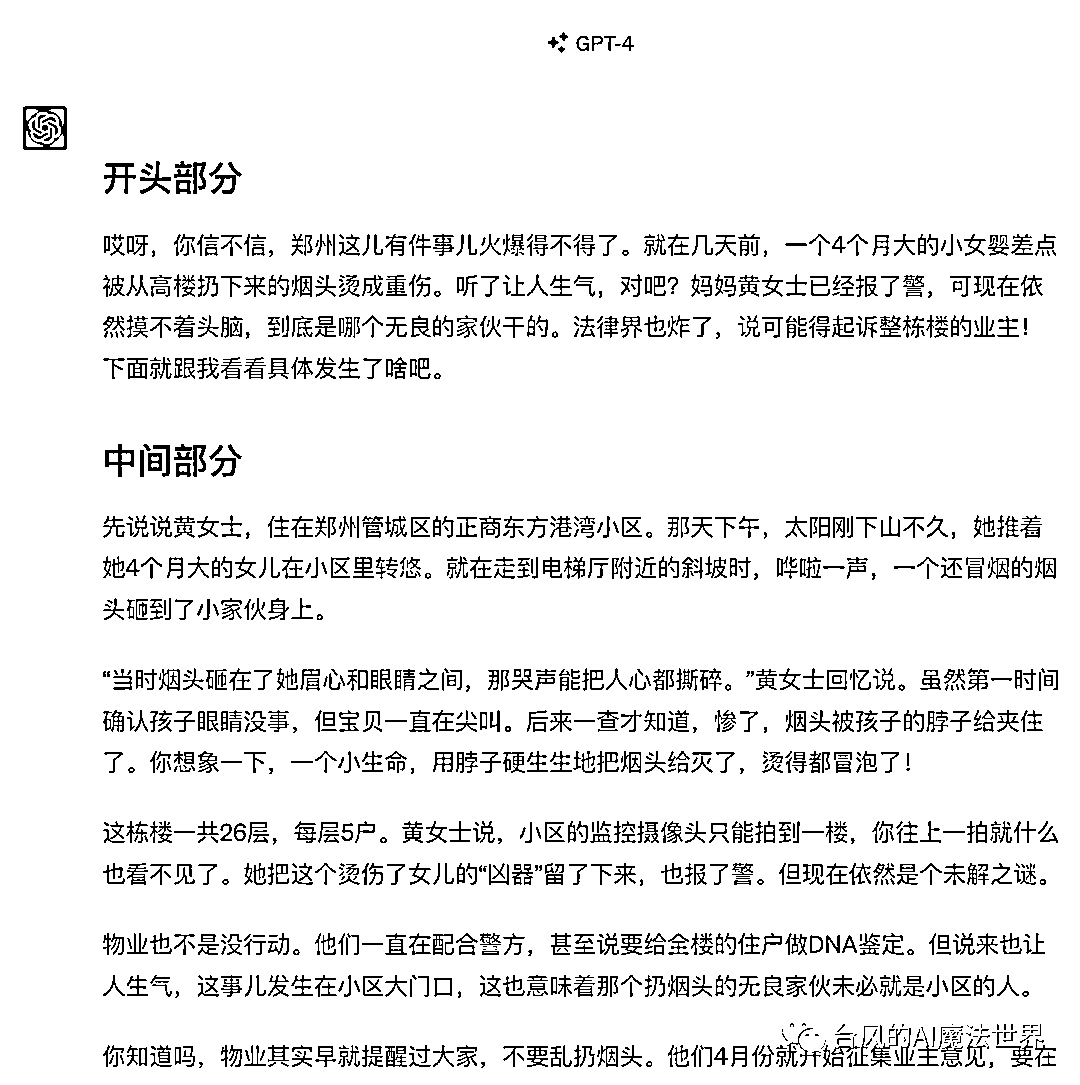 GPT-4
开头部分
哎呀，你信不信，郑州这儿有件事儿火爆得不得了。就在几天前，一个4个月大的小女婴差点
被从高楼扔下来的烟头烫成重伤。听了让人生气，对吧？妈妈黄女士已经报了警，可现在依
然摸不着头脑，到底是哪个无良的家伙干的。法律界也炸了，说可能得起诉整栋楼的业主！
下面就跟我看看具体发生了啥吧。
中间部分
先说说黄女士，住在郑州管城区的正商东方港湾小区。那天下午，太阳刚下山不久，她推着
她4个月大的女儿在小区里转悠。就在走到电梯厅附近的斜坡时，哗啦一声，一个还冒烟的烟
头砸到了小家伙身上。
“当时烟头砸在了她眉心和眼睛之间，那哭声能把人心都撕碎。”黄女士回忆说。虽然第一时间
确认孩子眼睛没事，但宝贝一直在尖叫。后来一查才知道，惨了，烟头被孩子的脖子给夹住
了。你想象一下，一个小生命，用脖子硬生生地把烟头给灭了，烫得都冒泡了！
这栋楼一共26层，每层5户。黄女士说，小区的监控摄像头只能拍到一楼，你往上一拍就什么
也看不见了。她把这个烫伤了女儿的“凶器”留了下来，也报了警。但现在依然是个未解之谜。
物业也不是没行动。他们一直在配合警方，甚至说要给全楼的住户做DNA鉴定。但说来也让
人生气，这事儿发生在小区大门口，这也意味着那个扔烟头的无良家伙未必就是小区的人。
你知道吗，物业其实早就提醒过大家，不要乱扔烟头。他们4月份就开始征集业主意见，要在
台风的AI魔法世界